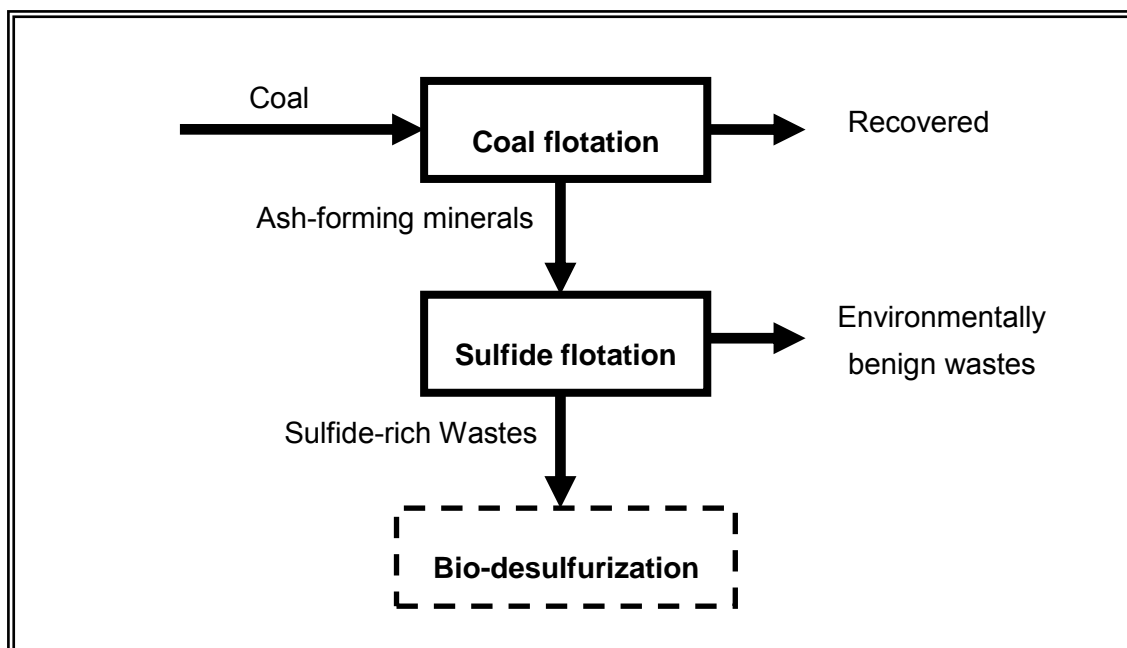 Coal
Coal flotation
Recovered
Ash-forming minerals
Sulfide flotation
Environmentally
benign wastes
Sulfide-rich Wastes
Bio-desulfurization